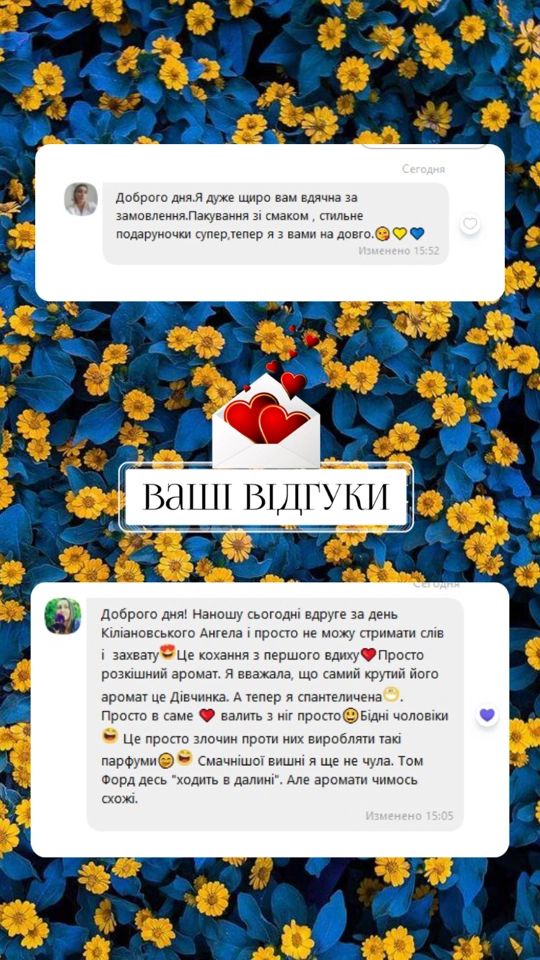 Сегодня
Доброго дня.Я дуже щиро вам вдячна за
замовлення.Пакування зі смаком , стильне
подаруночки супер,тепер я з вами на довго.😘💛💙
Изменено 15:52
ВАШІ ВІДГУКИ
Сегодня
Доброго дня! Наношу сьогодні вдруге за день
Кіліановського Ангела і просто не можу стримати слів
і захвату😍Це кохання з першого вдиху❤️Просто
розкішний аромат. Я вважала, що самий крутий його
аромат це Дівчинка. А тепер я спантеличена😁.
Просто в саме ❤️ валить з ніг просто😃Бідні чоловіки
😆 Це просто злочин проти них виробляти такі
парфуми😊😆 Смачнішої вишні я ще не чула. Том
Форд десь "ходить в далині". Але аромати чимось
схожі.
Изменено 15:05